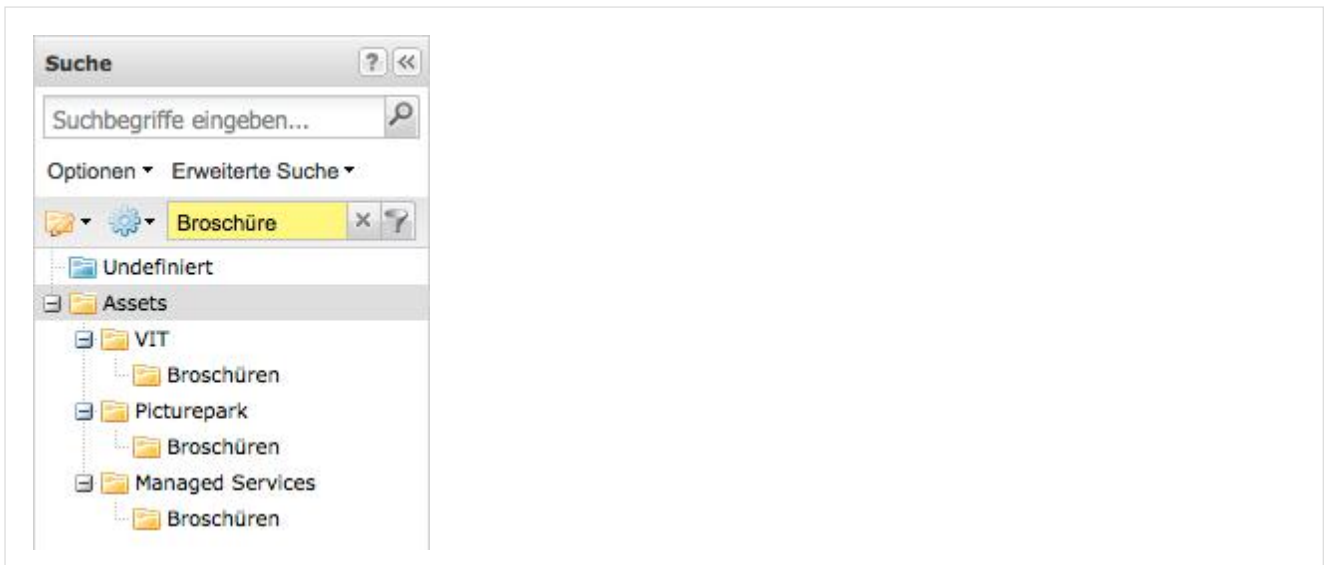 Suche ? «
Suchbegriffe eingeben...
Optionen Erweiterte Suche
Broschüre
Undefiniert
Assets
VIT
Broschüren
Picturepark
Broschüren
Managed Services
Broschüren